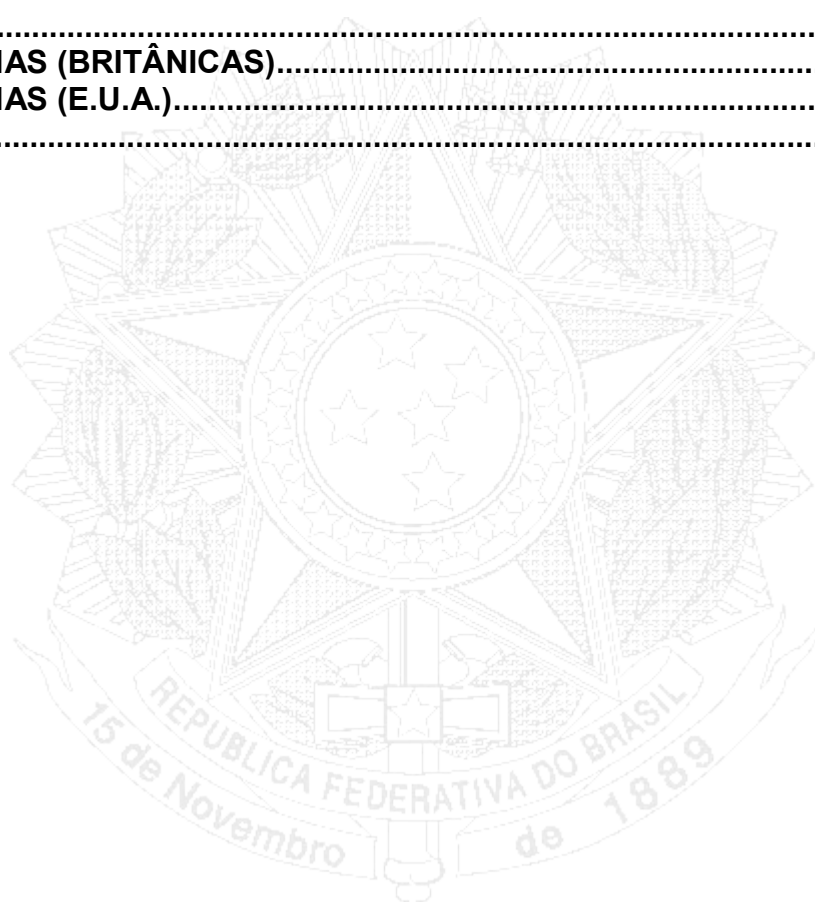 ..........................................................................................
IAS (BRITÂNICAS)............................................................
IAS (E.U.A.)........................................................................
..........................................................................................
REPUBLICA FEDERATIVA DO BRASIL
15 de Novembro de 1889